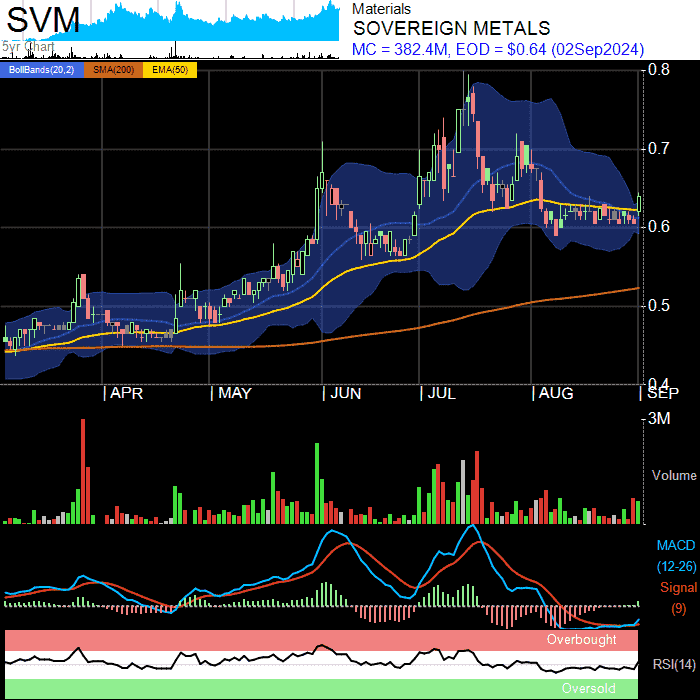 SVM
5yr Chart
Materials
SOVEREIGN METALS
MC = 382.4M, EOD = $0.64 (02Sep2024)
BollBands(20,2) SMA(200) EMA(50)
0.8
0.7
0.6
0.5
0.4
APR MAY JUN JUL AUG SEP
3M
Volume
MACD
(12-26)
Signal
(9)
Overbought
RSI(14)
Oversold